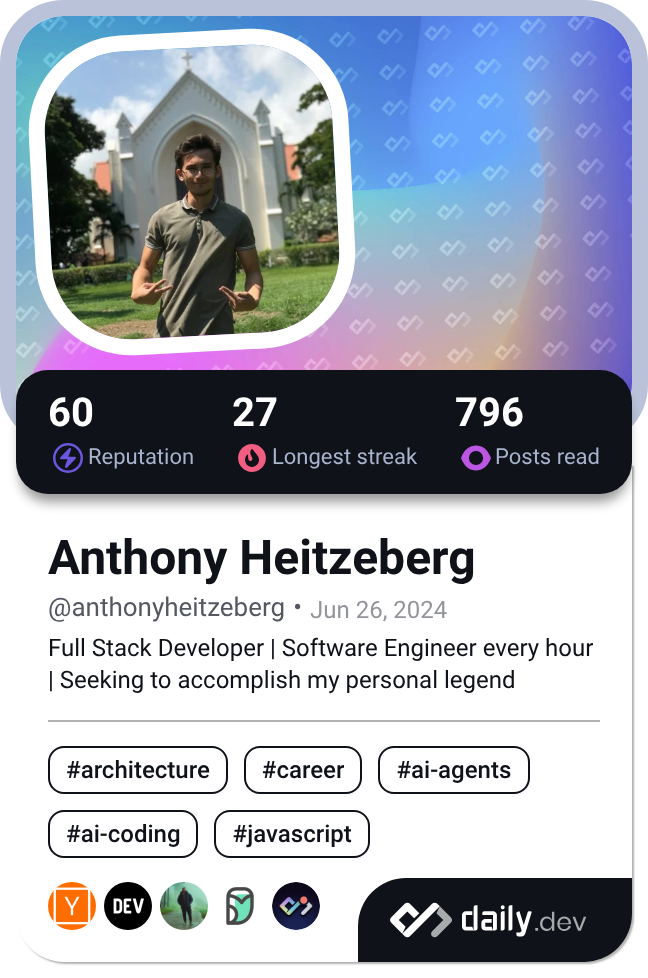 60
27
796
Reputation
Longest streak
Posts read
Anthony Heitzeberg
@anthonyheitzeberg • Jun 26, 2024
Full Stack Developer | Software Engineer every hour
| Seeking to accomplish my personal legend
#architecture
#career
#ai-agents
#ai-coding
#javascript
Y
DEV
daily.dev